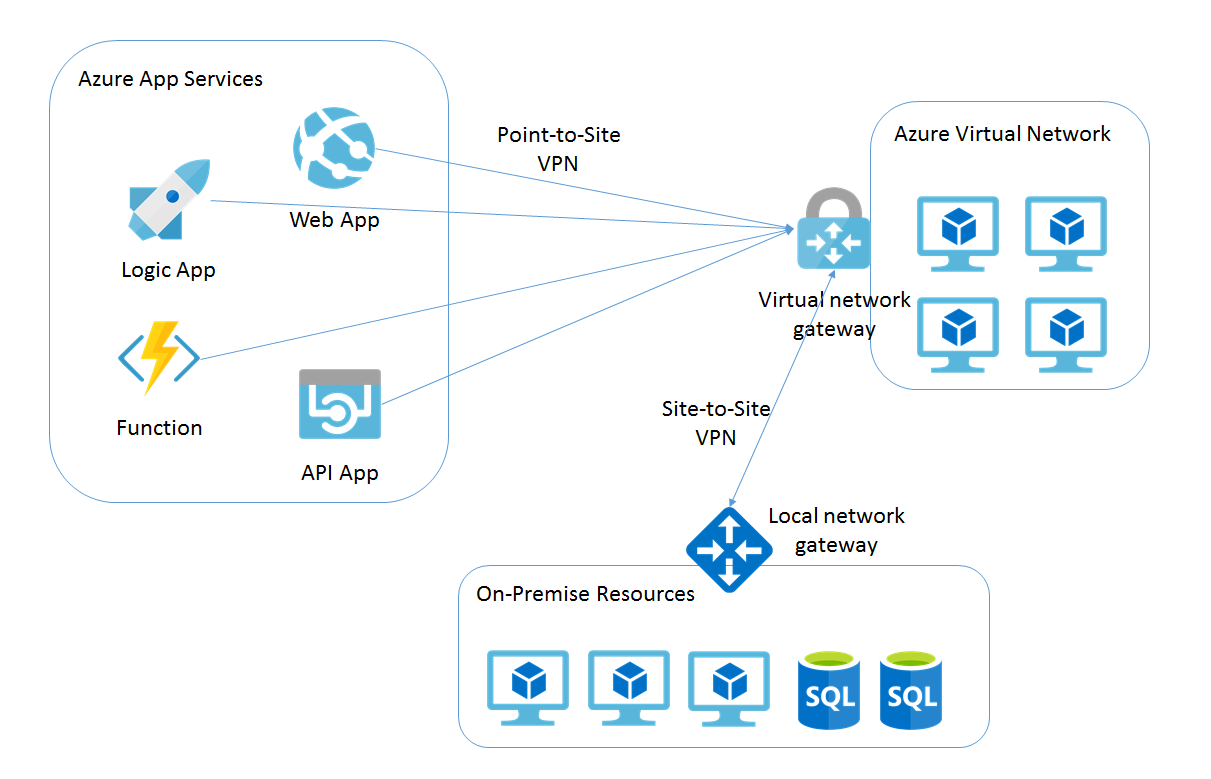 Azure App Services
Web App
Logic App
Function
API App
Point-to-Site
VPN
Azure Virtual Network
Virtual network
gateway
Site-to-Site
VPN
Local network
gateway
On-Premise Resources
SQL
SQL